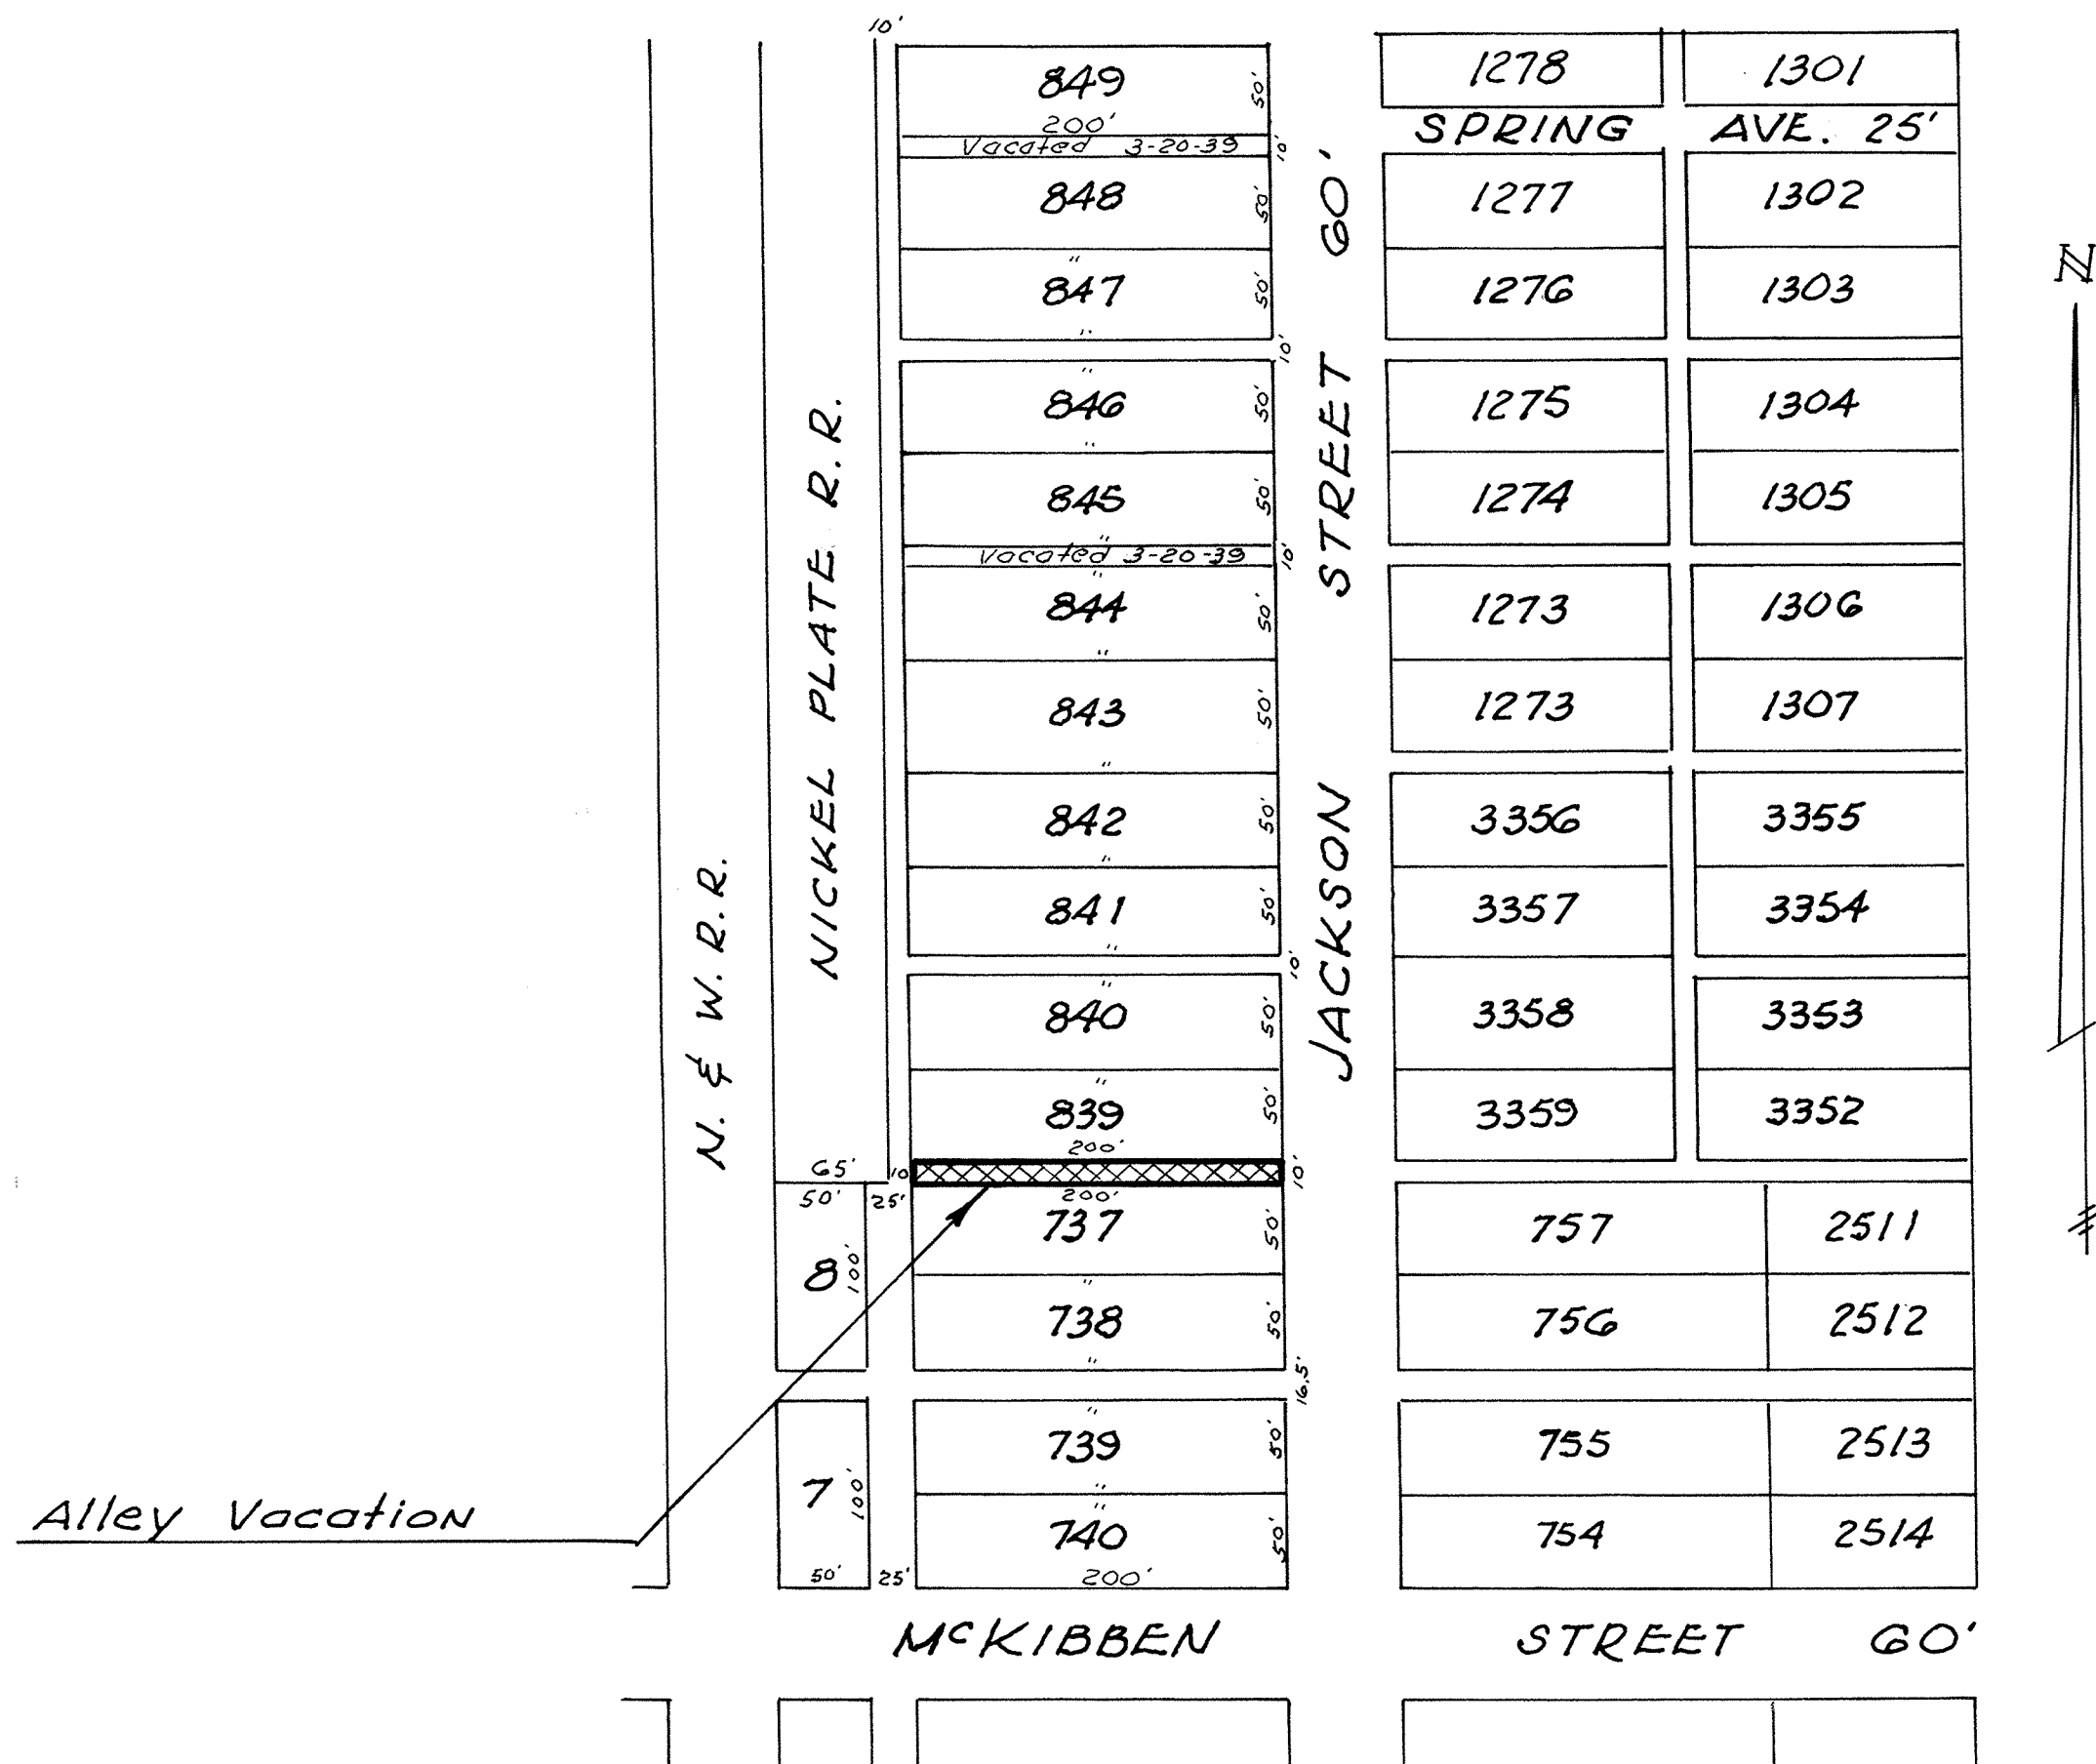 10'
849 50' 1278 1301
200' SPRING AVE. 25'
Vacated 3-20-39 10'
848 50' 1277 1302
"
847 50' 1276 1303
"
10'
"
846 50' 1275 1304
"
845 50' 1274 1305
"
Vacated 3-20-39 10'
"
844 50' 1273 1306
"
843 50' 1273 1307
"
842 50' 3356 3355
"
841 50' 3357 3354
"
10'
"
840 50' 3358 3353
"
839 50' 3359 3352
200'
65' 10 10'
50' 25' 200'
737 50' 757 2511
8 100'
"
738 50' 756 2512
"
16.5'
"
739 50' 755 2513
"
7 100'
"
740 50' 754 2514
50' 25' 200'
N. & W. R.R.
NICKEL PLATE R.R.
JACKSON STREET 60'
N
Alley Vacation
McKIBBEN STREET 60'